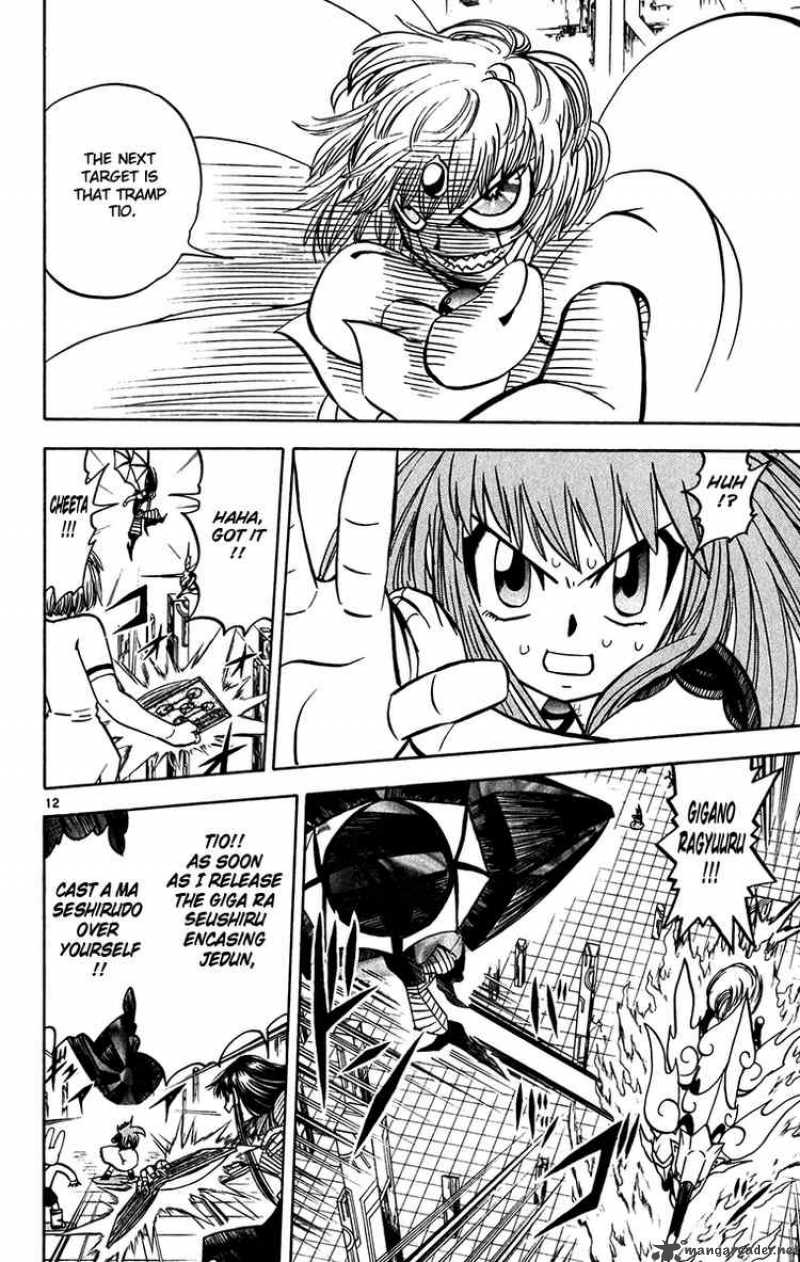 THE NEXT
TARGET IS
THAT TRAMP
TIO.
HUH
!?
HAHA,
GOT IT
!!
CHEETA
!!!
12
GIGANO
RAGYUURU
!!!
TIO!!
AS SOON
AS I RELEASE
THE GIGA RA
SEUSHIRU
ENCASING
JEDUN,
CAST A MA
SESHIRUDO
OVER
YOURSELF
!!
mangareader.net